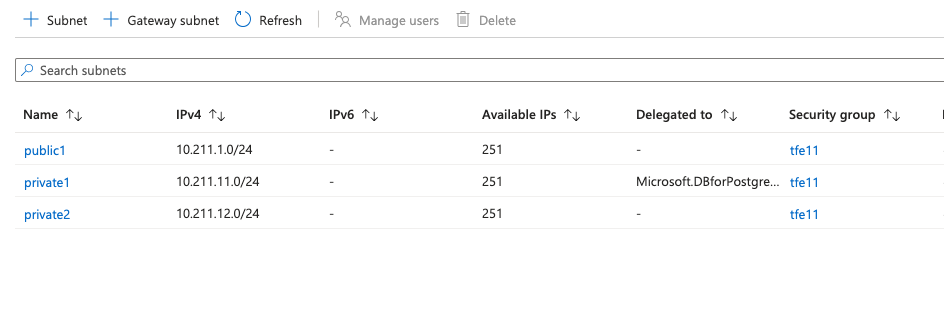 + Subnet + Gateway subnet Refresh Manage users Delete
Search subnets
Name ↑↓ IPv4 ↑↓ IPv6 ↑↓ Available IPs ↑↓ Delegated to ↑↓ Security group ↑↓
public1 10.211.1.0/24 - 251 - tfe11
private1 10.211.11.0/24 - 251 Microsoft.DBforPostgre... tfe11
private2 10.211.12.0/24 - 251 - tfe11